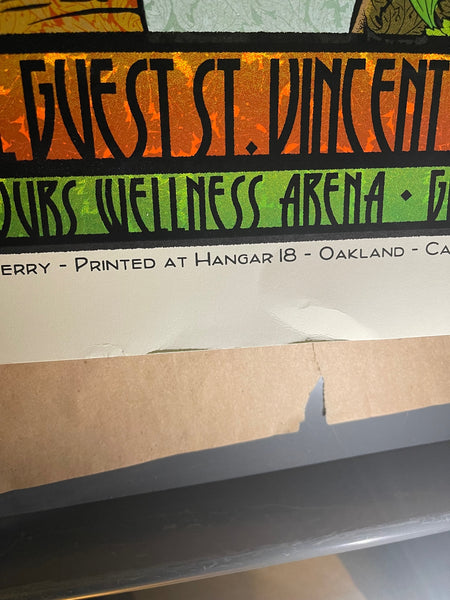 GUEST ST. VINCENT
OURS WELLNESS ARENA • G
ERRY - PRINTED AT HANGAR 18 - OAKLAND - CA